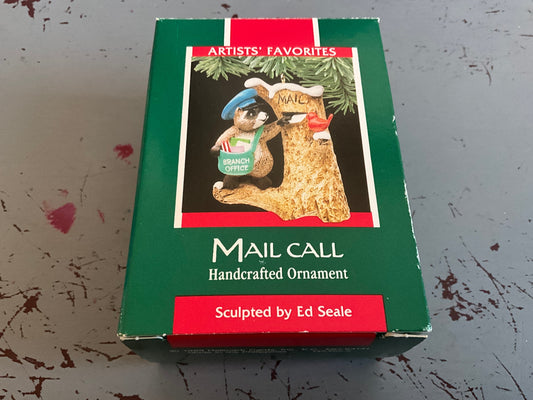 ARTISTS' FAVORITES
MAIL
BRANCH
OFFICE
MAIL CALL
Handcrafted Ornament
Sculpted by Ed Seale